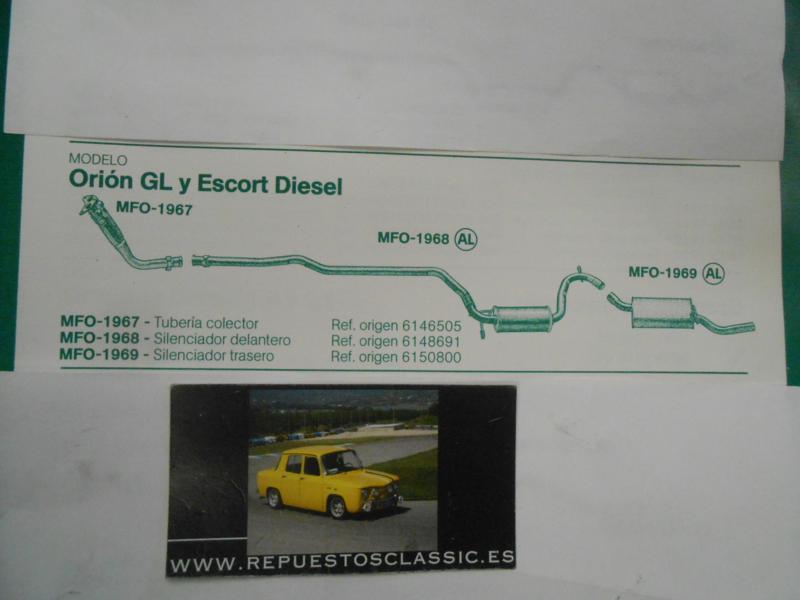 MODELO
Orión GL y Escort Diesel
MFO-1967
MFO-1968 AL
MFO-1969 AL
MFO-1967 - Tubería colector Ref. origen 6146505
MFO-1968 - Silenciador delantero Ref. origen 6148691
MFO-1969 - Silenciador trasero Ref. origen 6150800
WWW.REPUESTOSCLASSIC.ES